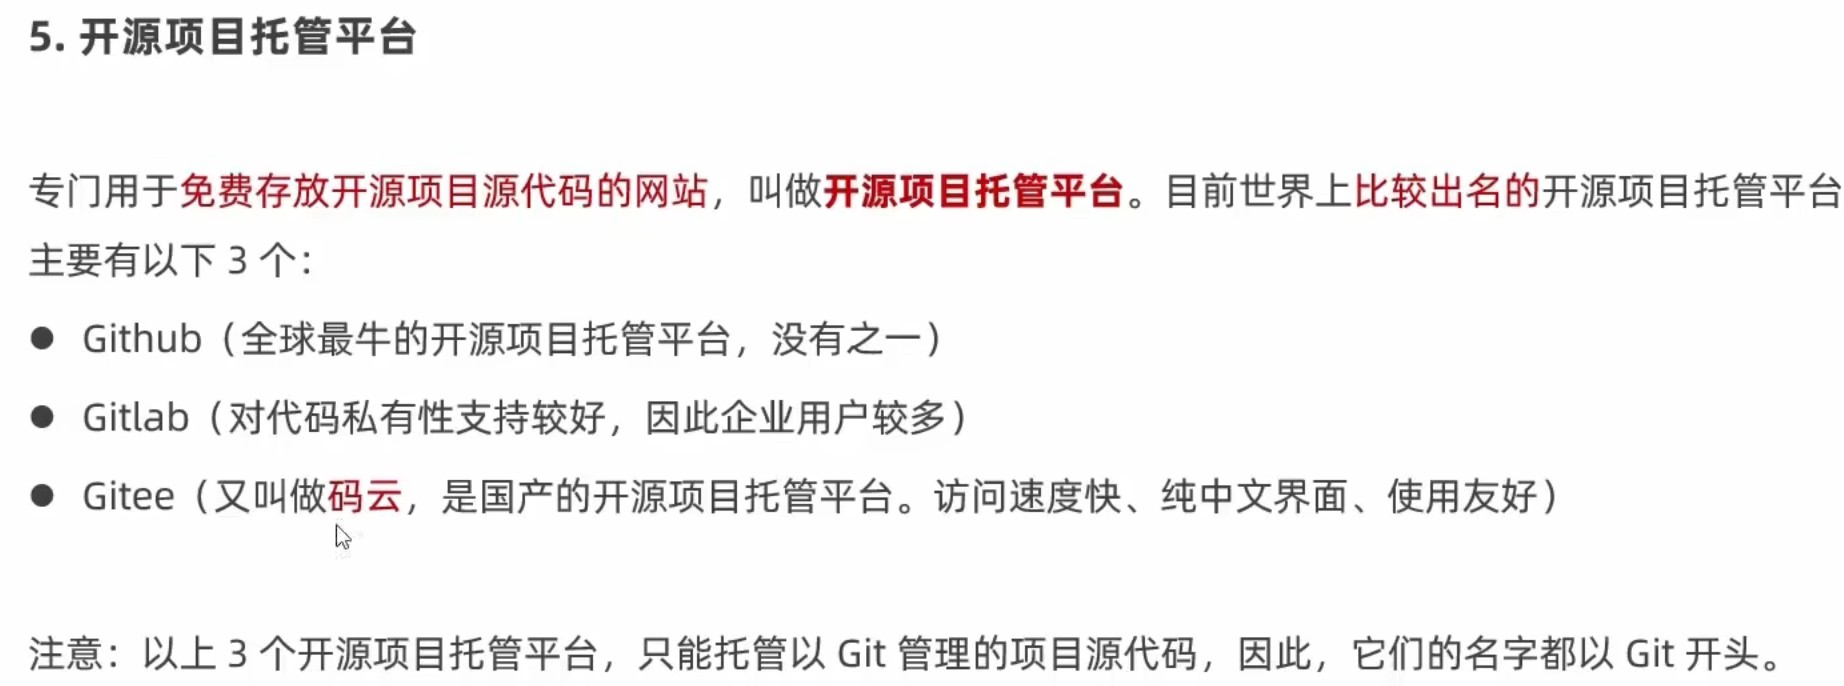 5. 开源项目托管平台
专门用于免费存放开源项目源代码的网站，叫做开源项目托管平台。目前世界上比较出名的开源项目托管平台
主要有以下 3 个：
● Github（全球最牛的开源项目托管平台，没有之一）
● Gitlab（对代码私有性支持较好，因此企业用户较多）
● Gitee（又叫做码云，是国产的开源项目托管平台。访问速度快、纯中文界面、使用友好）
注意：以上 3 个开源项目托管平台，只能托管以 Git 管理的项目源代码，因此，它们的名字都以 Git 开头。